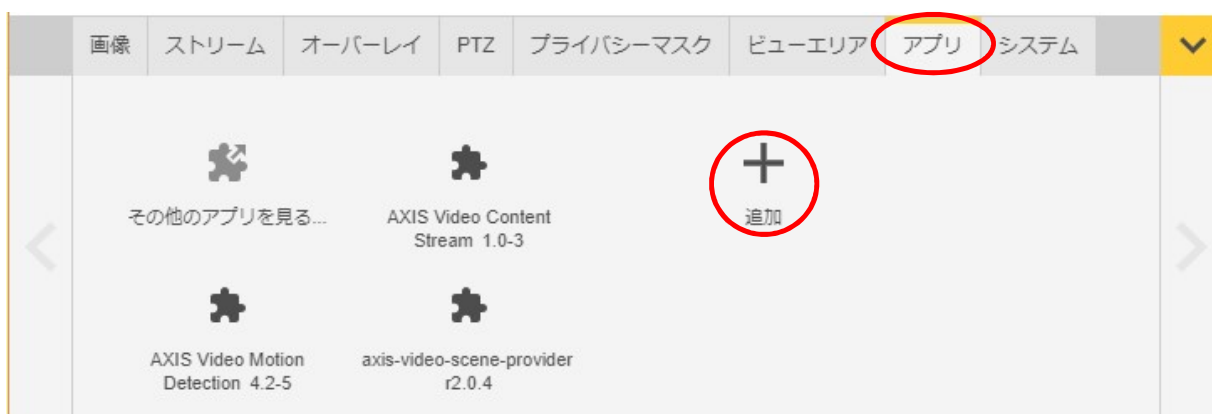 画像
ストリーム
オーバーレイ
PTZ
プライバシーマスク
ビューエリア
アプリ
システム
その他のアプリを見る...
AXIS Video Content
Stream 1.0-3
追加
AXIS Video Motion
Detection 4.2-5
axis-video-scene-provider
r2.0.4